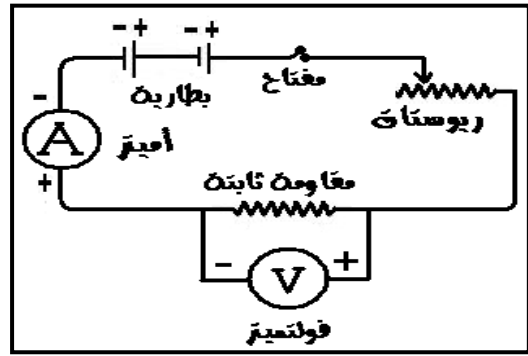 - + - +
بطارية
مفتاح
ريوستات
-
A
أميتر
+
مقاومة ثابتة
- V +
فولتميتر